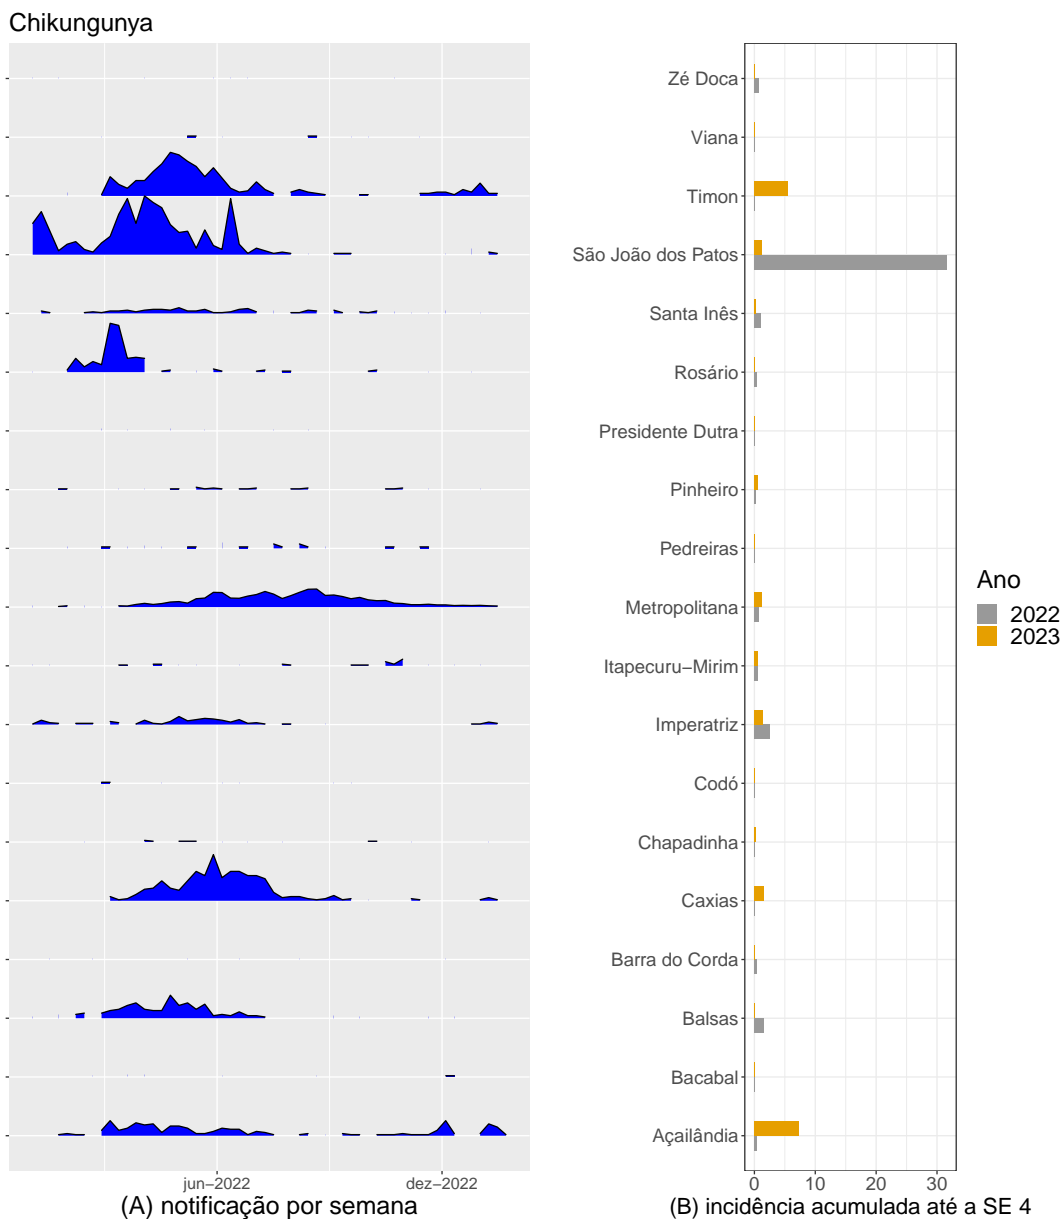 Chikungunya
Zé Doca
Viana
Timon
São João dos Patos
Santa Inês
Rosário
Presidente Dutra
Pinheiro
Pedreiras
Metropolitana
Itapecuru−Mirim
Imperatriz
Codó
Chapadinha
Caxias
Barra do Corda
Balsas
Bacabal
Açailândia
Ano
2022
2023
jun−2022 dez−2022
0 10 20 30
(A) notificação por semana
(B) incidência acumulada até a SE 4